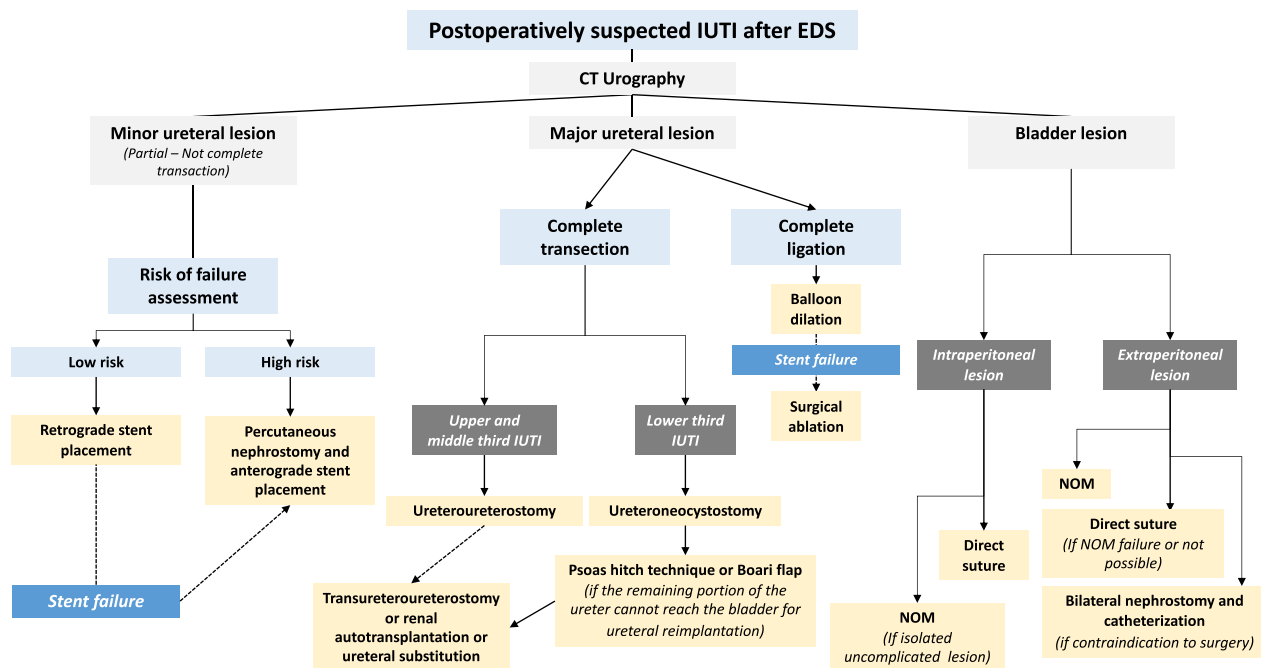 Postoperatively suspected IUTI after EDS
CT Urography
Minor ureteral lesion
(Partial – Not complete
transaction)
Major ureteral lesion
Bladder lesion
Complete
transection
Complete
ligation
Risk of failure
assessment
Balloon
dilation
Low risk
High risk
Stent failure
Intraperitoneal
lesion
Extraperitoneal
lesion
Surgical
ablation
Upper and
middle third IUTI
Lower third
IUTI
Retrograde stent
placement
Percutaneous
nephrostomy and
anterograde stent
placement
NOM
Ureteroureterostomy
Ureteroneocystostomy
Direct suture
(If NOM failure or not
possible)
Direct
suture
Psoas hitch technique or Boari flap
(if the remaining portion of the
ureter cannot reach the bladder for
ureteral reimplantation)
Stent failure
Transureteroureterostomy
or renal
autotransplantation or
ureteral substitution
NOM
(If isolated
uncomplicated lesion)
Bilateral nephrostomy and
catheterization
(if contraindication to surgery)